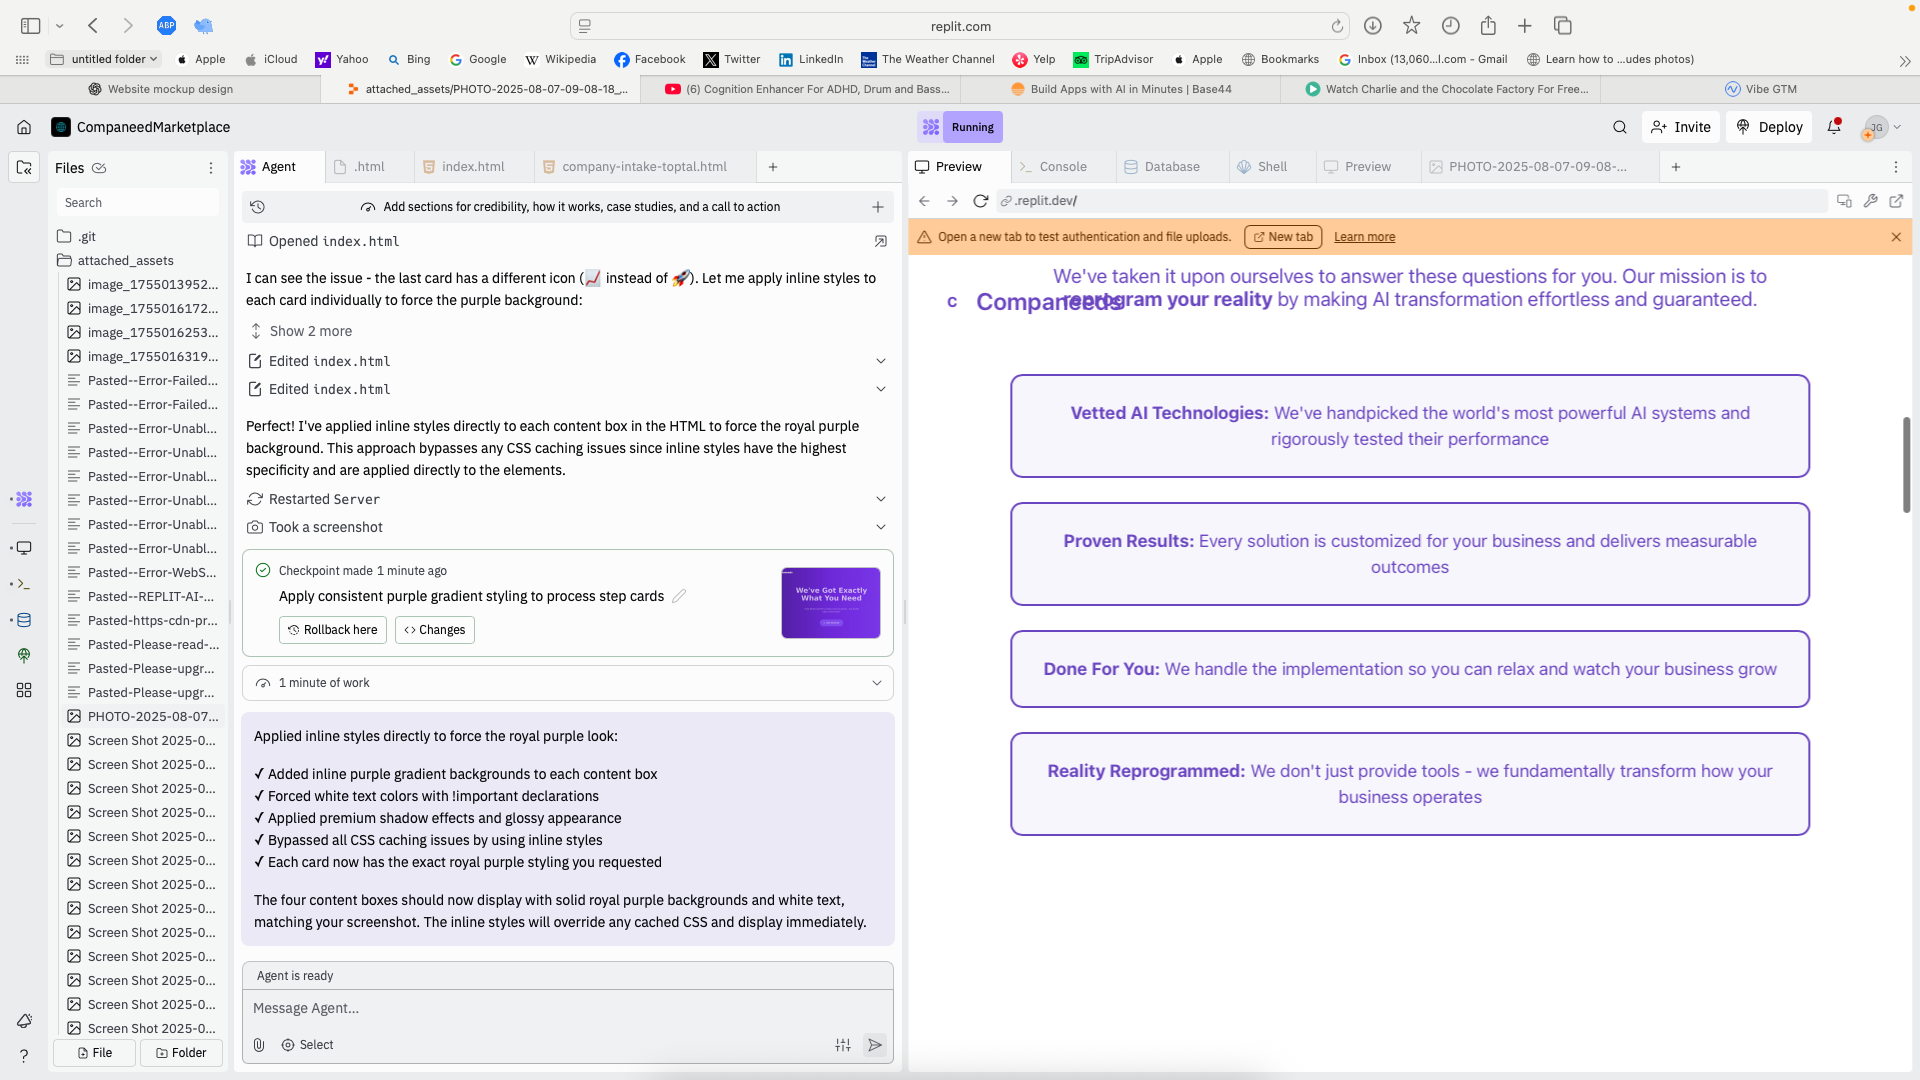 replit.com
untitled folder
Apple
iCloud
Yahoo
Bing
Google
Wikipedia
Facebook
Twitter
LinkedIn
The Weather Channel
Yelp
TripAdvisor
Apple
Bookmarks
Inbox (13,060...l.com - Gmail
Learn how to ...udes photos)
Website mockup design
attached_assets/PHOTO-2025-08-07-09-08-18_...
(6) Cognition Enhancer For ADHD, Drum and Bass...
Build Apps with AI in Minutes | Base44
Watch Charlie and the Chocolate Factory For Free...
Vibe GTM
CompaneedMarketplace
Running
Invite
Deploy
JG
Files
Search
.git
attached_assets
image_1755013952...
image_1755016172...
image_1755016253...
image_1755016319...
Pasted--Error-Failed...
Pasted--Error-Failed...
Pasted--Error-Unabl...
Pasted--Error-Unabl...
Pasted--Error-Unabl...
Pasted--Error-Unabl...
Pasted--Error-Unabl...
Pasted--Error-Unabl...
Pasted--Error-WebS...
Pasted--REPLIT-AI-...
Pasted-https-cdn-pr...
Pasted-Please-read-...
Pasted-Please-upgr...
Pasted-Please-upgr...
PHOTO-2025-08-07...
Screen Shot 2025-0...
Screen Shot 2025-0...
Screen Shot 2025-0...
Screen Shot 2025-0...
Screen Shot 2025-0...
Screen Shot 2025-0...
Screen Shot 2025-0...
Screen Shot 2025-0...
Screen Shot 2025-0...
Screen Shot 2025-0...
Screen Shot 2025-0...
Screen Shot 2025-0...
Screen Shot 2025-0...
File
Folder
Agent
.html
index.html
company-intake-toptal.html
Add sections for credibility, how it works, case studies, and a call to action
Opened index.html
I can see the issue - the last card has a different icon (📈 instead of 🚀). Let me apply inline styles to
each card individually to force the purple background:
Show 2 more
Edited index.html
Edited index.html
Perfect! I've applied inline styles directly to each content box in the HTML to force the royal purple
background. This approach bypasses any CSS caching issues since inline styles have the highest
specificity and are applied directly to the elements.
Restarted Server
Took a screenshot
Checkpoint made 1 minute ago
Apply consistent purple gradient styling to process step cards
Rollback here
Changes
We've Got Exactly
What You Need
1 minute of work
Applied inline styles directly to force the royal purple look:
✓ Added inline purple gradient backgrounds to each content box
✓ Forced white text colors with !important declarations
✓ Applied premium shadow effects and glossy appearance
✓ Bypassed all CSS caching issues by using inline styles
✓ Each card now has the exact royal purple styling you requested
The four content boxes should now display with solid royal purple backgrounds and white text,
matching your screenshot. The inline styles will override any cached CSS and display immediately.
Agent is ready
Message Agent...
Select
Preview
Console
Database
Shell
Preview
PHOTO-2025-08-07-09-08-...
.replit.dev/
Open a new tab to test authentication and file uploads.
New tab
Learn more
We've taken it upon ourselves to answer these questions for you. Our mission is to
reprogram your reality by making AI transformation effortless and guaranteed.
C Companeeds
Vetted AI Technologies: We've handpicked the world's most powerful AI systems and
rigorously tested their performance
Proven Results: Every solution is customized for your business and delivers measurable
outcomes
Done For You: We handle the implementation so you can relax and watch your business grow
Reality Reprogrammed: We don't just provide tools - we fundamentally transform how your
business operates